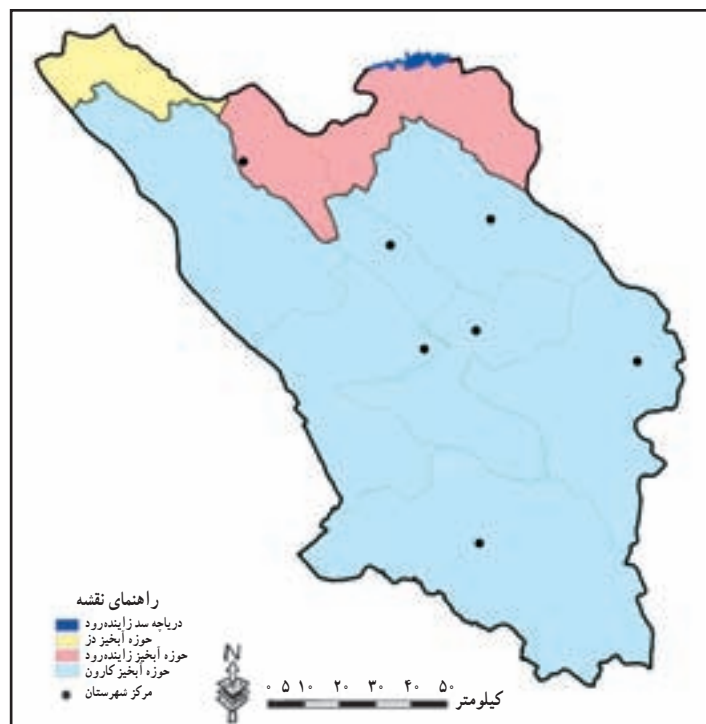 راهنمای نقشه
دریاچه سد زاینده‌رود
حوزه آبخیز دز
حوزه آبخیز زاینده‌رود
حوزه آبخیز کارون
مرکز شهرستان
N
۰ ۵ ۱۰ ۲۰ ۳۰ ۴۰ ۵۰ کیلومتر